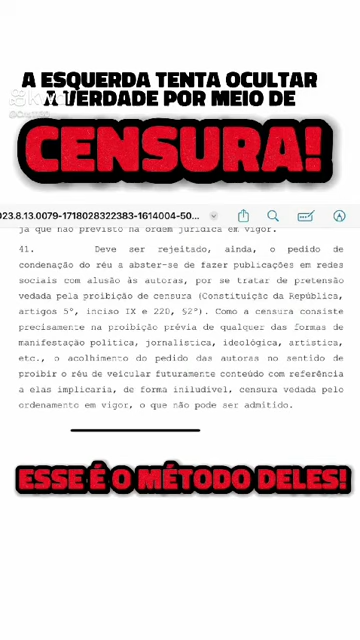 A ESQUERDA TENTA OCULTAR
A VERDADE POR MEIO DE
CENSURA!
023.8.13.0079-1718028322383-1614004-50...
já que não previsto na ordem jurídica em vigor.
41. Deve ser rejeitado, ainda, o pedido de
condenação do réu a abster-se de fazer publicações em redes
sociais com alusão às autoras, por se tratar de pretensão
vedada pela proibição de censura (Constituição da República,
artigos 5º, inciso IX e 220, §2º). Como a censura consiste
precisamente na proibição prévia de qualquer das formas de
manifestação política, jornalística, ideológica, artística,
etc., o acolhimento do pedido das autoras no sentido de
proibir o réu de veicular futuramente conteúdo com referência
a elas implicaria, de forma iniludível, censura vedada pelo
ordenamento em vigor, o que não pode ser admitido.
ESSE É O MÉTODO DELES!